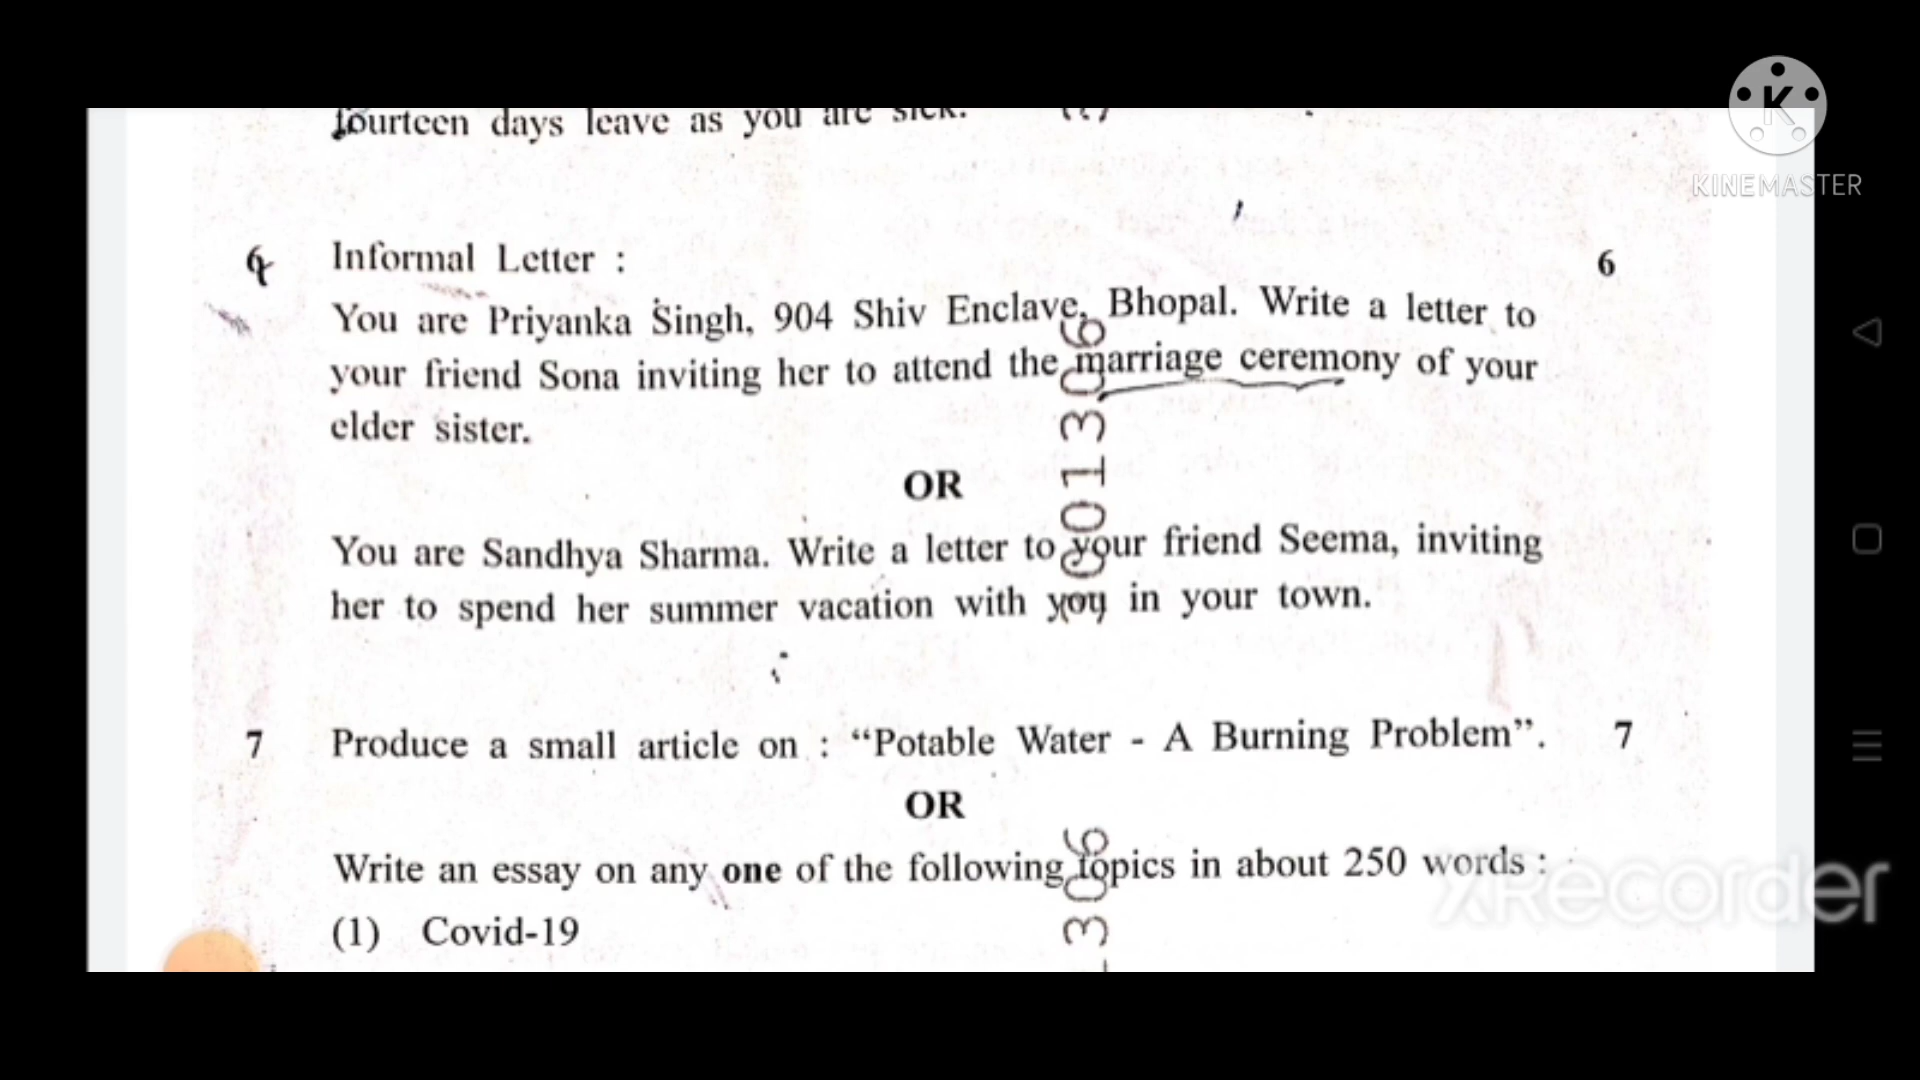 fourteen days leave as you are sick.
KINEMASTER
6 Informal Letter : 6
You are Priyanka Singh, 904 Shiv Enclave, Bhopal. Write a letter to
your friend Sona inviting her to attend the marriage ceremony of your
elder sister.
OR
You are Sandhya Sharma. Write a letter to your friend Seema, inviting
her to spend her summer vacation with you in your town.
7 Produce a small article on : “Potable Water - A Burning Problem”. 7
OR
Write an essay on any one of the following topics in about 250 words :
(1) Covid-19
XRecorder